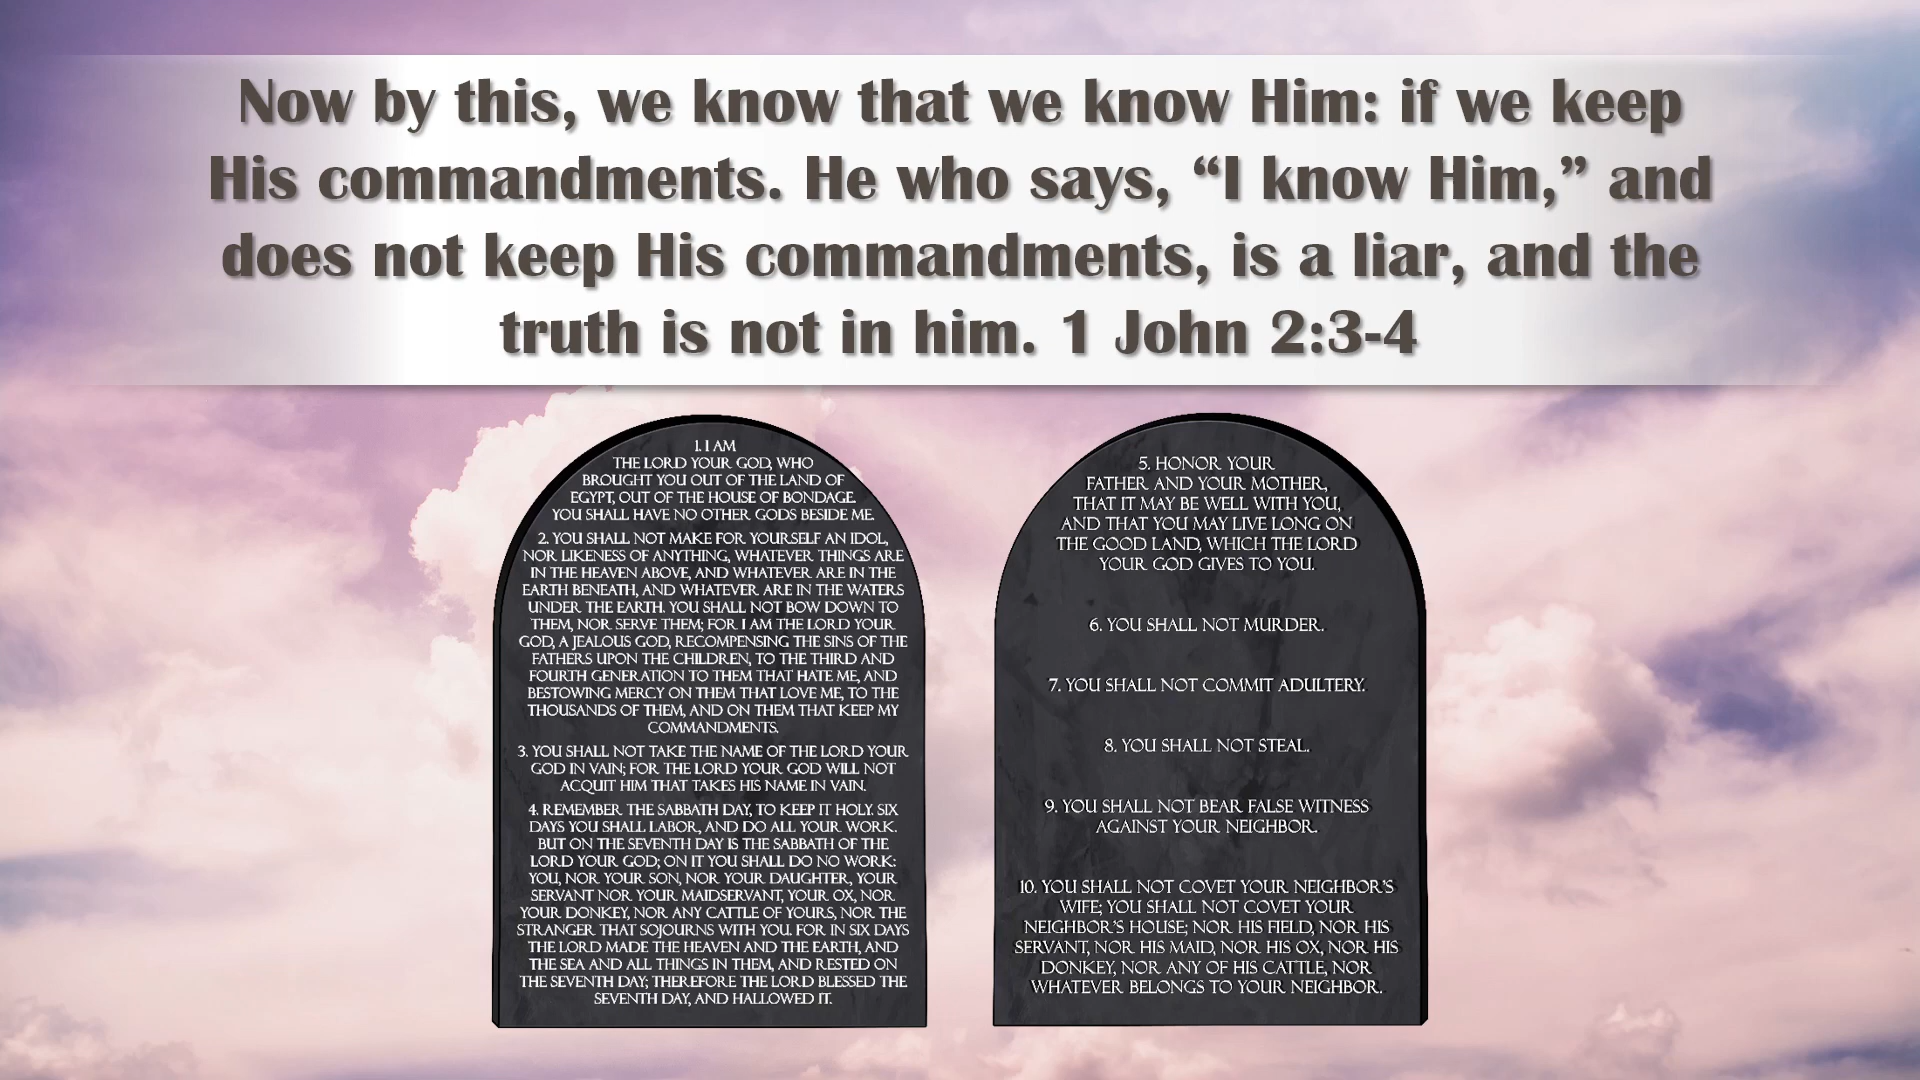 Now by this, we know that we know Him: if we keep
His commandments. He who says, “I know Him,” and
does not keep His commandments, is a liar, and the
truth is not in him. 1 John 2:3-4
1. I AM
THE LORD YOUR GOD, WHO
BROUGHT YOU OUT OF THE LAND OF
EGYPT, OUT OF THE HOUSE OF BONDAGE.
YOU SHALL HAVE NO OTHER GODS BESIDE ME.
2. YOU SHALL NOT MAKE FOR YOURSELF AN IDOL,
NOR LIKENESS OF ANYTHING, WHATEVER THINGS ARE
IN THE HEAVEN ABOVE, AND WHATEVER ARE IN THE
EARTH BENEATH, AND WHATEVER ARE IN THE WATERS
UNDER THE EARTH. YOU SHALL NOT BOW DOWN TO
THEM, NOR SERVE THEM; FOR I AM THE LORD YOUR
GOD, A JEALOUS GOD, RECOMPENSING THE SINS OF THE
FATHERS UPON THE CHILDREN, TO THE THIRD AND
FOURTH GENERATION TO THEM THAT HATE ME, AND
BESTOWING MERCY ON THEM THAT LOVE ME, TO THE
THOUSANDS OF THEM, AND ON THEM THAT KEEP MY
COMMANDMENTS.
3. YOU SHALL NOT TAKE THE NAME OF THE LORD YOUR
GOD IN VAIN; FOR THE LORD YOUR GOD WILL NOT
ACQUIT HIM THAT TAKES HIS NAME IN VAIN.
4. REMEMBER THE SABBATH DAY, TO KEEP IT HOLY. SIX
DAYS YOU SHALL LABOR, AND DO ALL YOUR WORK.
BUT ON THE SEVENTH DAY IS THE SABBATH OF THE
LORD YOUR GOD; ON IT YOU SHALL DO NO WORK:
YOU, NOR YOUR SON, NOR YOUR DAUGHTER, YOUR
SERVANT NOR YOUR MAIDSERVANT, YOUR OX, NOR
YOUR DONKEY, NOR ANY CATTLE OF YOURS, NOR THE
STRANGER THAT SOJOURNS WITH YOU. FOR IN SIX DAYS
THE LORD MADE THE HEAVEN AND THE EARTH, AND
THE SEA AND ALL THINGS IN THEM, AND RESTED ON
THE SEVENTH DAY; THEREFORE THE LORD BLESSED THE
SEVENTH DAY, AND HALLOWED IT.
5. HONOR YOUR
FATHER AND YOUR MOTHER,
THAT IT MAY BE WELL WITH YOU,
AND THAT YOU MAY LIVE LONG ON
THE GOOD LAND, WHICH THE LORD
YOUR GOD GIVES TO YOU.
6. YOU SHALL NOT MURDER.
7. YOU SHALL NOT COMMIT ADULTERY.
8. YOU SHALL NOT STEAL.
9. YOU SHALL NOT BEAR FALSE WITNESS
AGAINST YOUR NEIGHBOR.
10. YOU SHALL NOT COVET YOUR NEIGHBOR'S
WIFE; YOU SHALL NOT COVET YOUR
NEIGHBOR'S HOUSE; NOR HIS FIELD, NOR HIS
SERVANT, NOR HIS MAID, NOR HIS OX, NOR HIS
DONKEY, NOR ANY OF HIS CATTLE, NOR
WHATEVER BELONGS TO YOUR NEIGHBOR.